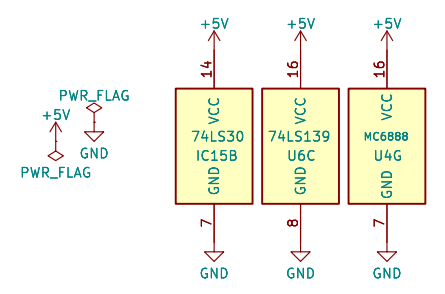 +5V +5V +5V
14 16 16
PWR_FLAG
+5V
GND
PWR_FLAG
VCC VCC VCC
74LS30 74LS139 MC6888
IC15B U6C U4G
GND GND GND
7 8 7
GND GND GND